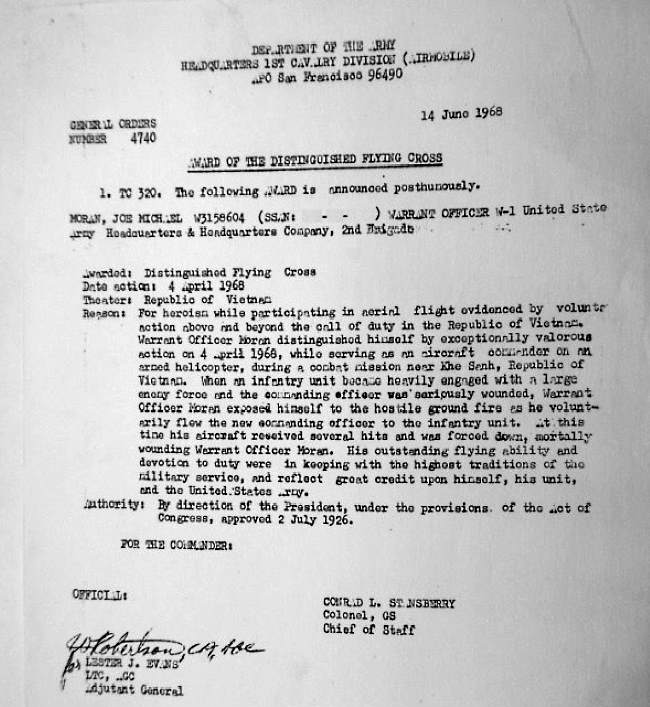 DEPARTMENT OF THE ARMY
HEADQUARTERS 1ST CAVALRY DIVISION (AIRMOBILE)
APO San Francisco 96490
14 June 1968
GENERAL ORDERS
NUMBER 4740
AWARD OF THE DISTINGUISHED FLYING CROSS
1. TC 320. The following AWARD is announced posthumously.
MORAN, JOE MICHAEL W3158604 (SSAN: - - ) WARRANT OFFICER W-1 United State
Army Headquarters & Headquarters Company, 2nd Brigade
Awarded: Distinguished Flying Cross
Date action: 4 April 1968
Theater: Republic of Vietnam
Reason: For heroism while participating in aerial flight evidenced by volunta
action above and beyond the call of duty in the Republic of Vietnam.
Warrant Officer Moran distinguished himself by exceptionally valorous
action on 4 April 1968, while serving as an aircraft commander on an
armed helicopter, during a combat mission near Khe Sanh, Republic of
Vietnam. When an infantry unit became heavily engaged with a large
enemy force and the commanding officer was seriously wounded, Warrant
Officer Moran exposed himself to the hostile ground fire as he volunt-
arily flew the new commanding officer to the infantry unit. At this
time his aircraft received several hits and was forced down, mortally
wounding Warrant Officer Moran. His outstanding flying ability and
devotion to duty were in keeping with the highest traditions of the
military service, and reflect great credit upon himself, his unit,
and the United States Army.
Authority: By direction of the President, under the provisions of the Act of
Congress, approved 2 July 1926.
FOR THE COMMANDER:
OFFICIAL:
CONRAD L. STANSBERRY
Colonel, GS
Chief of Staff
Robertson, CPT, AGC
for LESTER J. EVANS
LTC, AGC
Adjutant General